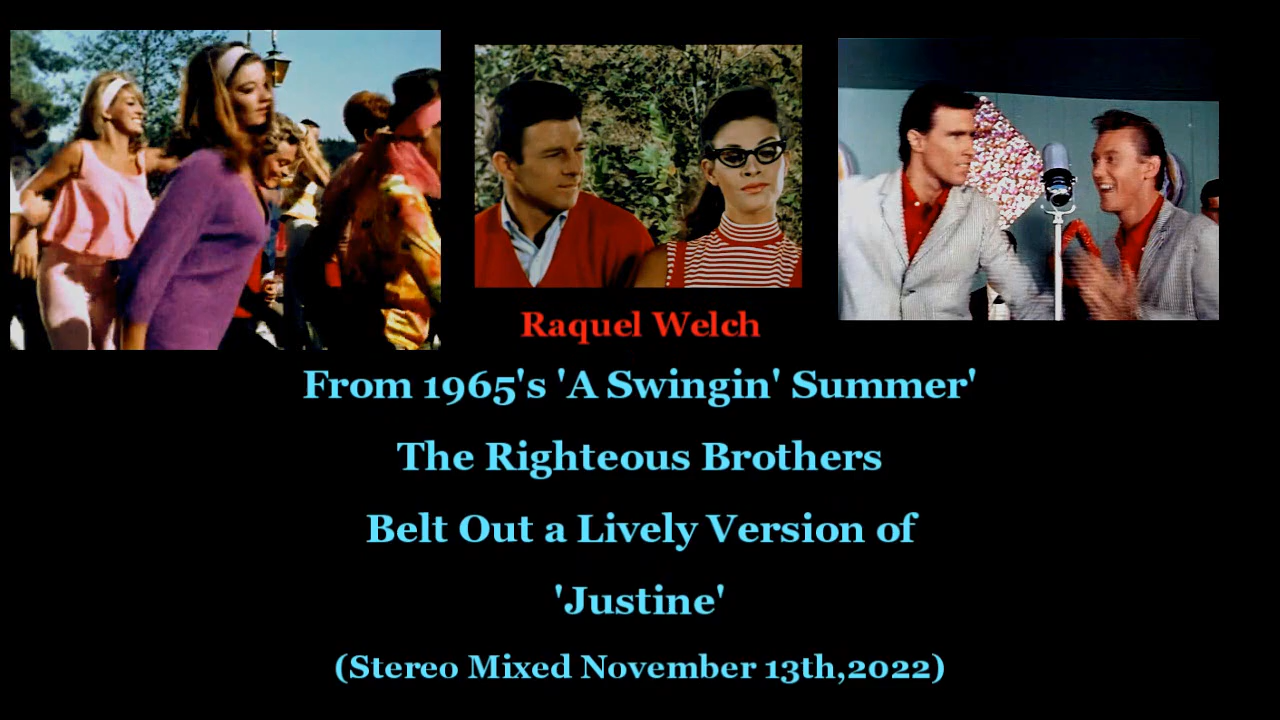 Raquel Welch
From 1965's 'A Swingin' Summer'
The Righteous Brothers
Belt Out a Lively Version of
'Justine'
(Stereo Mixed November 13th,2022)